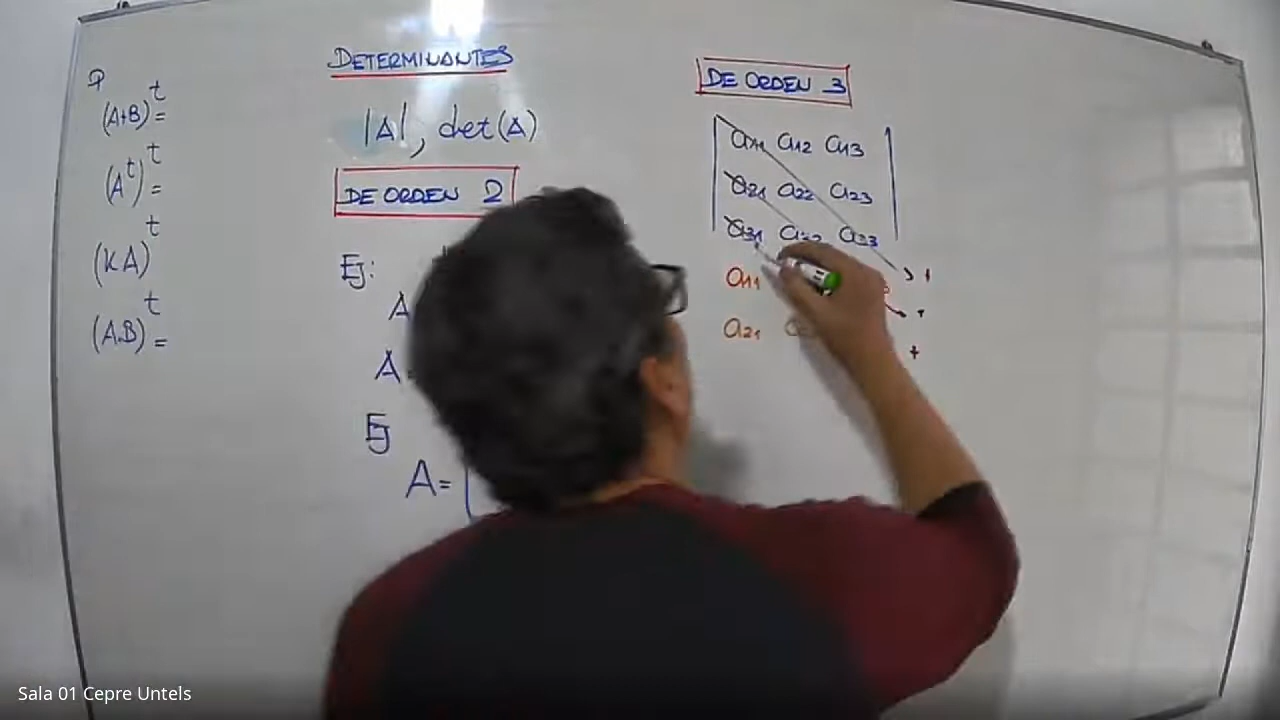 P
(A+B)ᵗ =
(Aᵗ)ᵗ =
(KA)ᵗ
(A.B)ᵗ =
DETERMINANTES
|A| , det(A)
DE ORDEN 2
Ej:
A
A
Ej
A = [
DE ORDEN 3
a₁₁ a₁₂ a₁₃
a₂₁ a₂₂ a₂₃
a₃₁ a₃₂ a₃₃
+
a₁₁
+
a₂₁
+
Sala 01 Cepre Untels